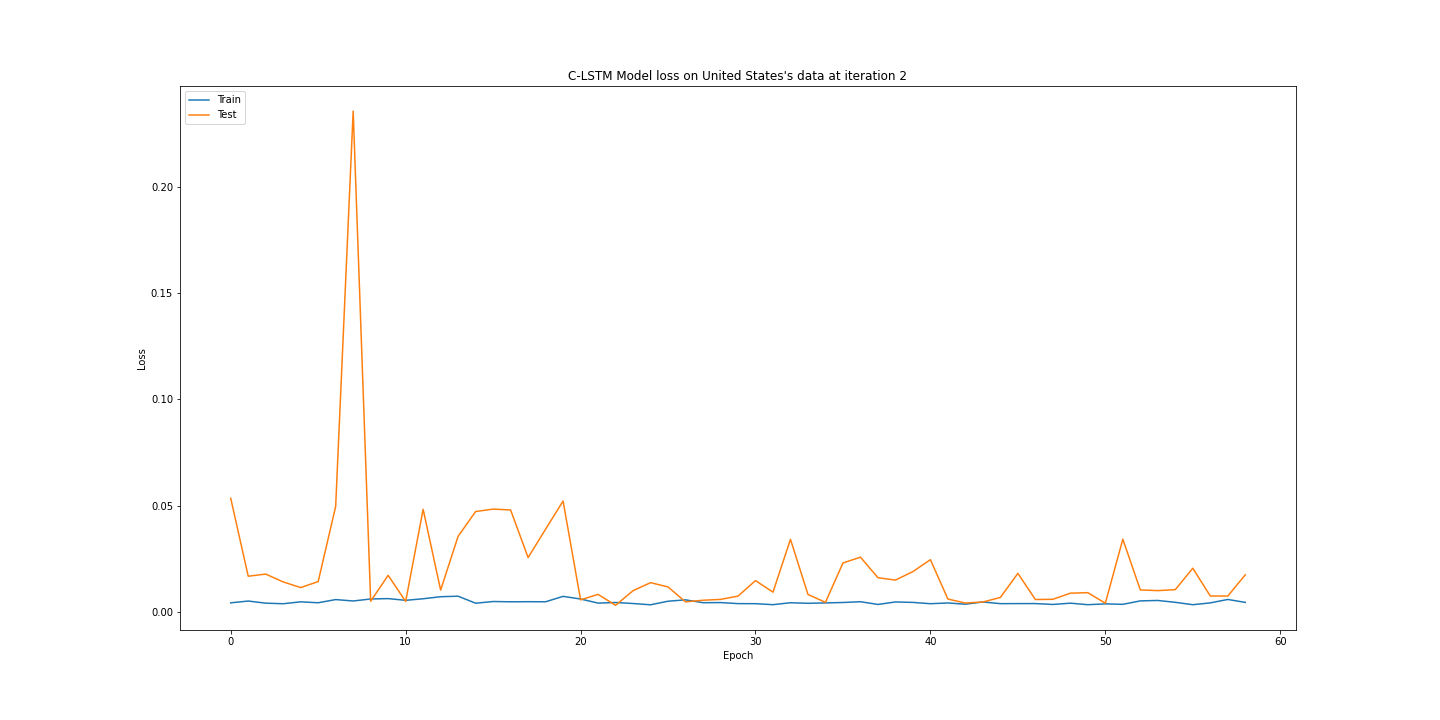 C-LSTM Model loss on United States's data at iteration 2
Train
Test
0.20
0.15
0.10
0.05
0.00
Loss
0 10 20 30 40 50 60
Epoch